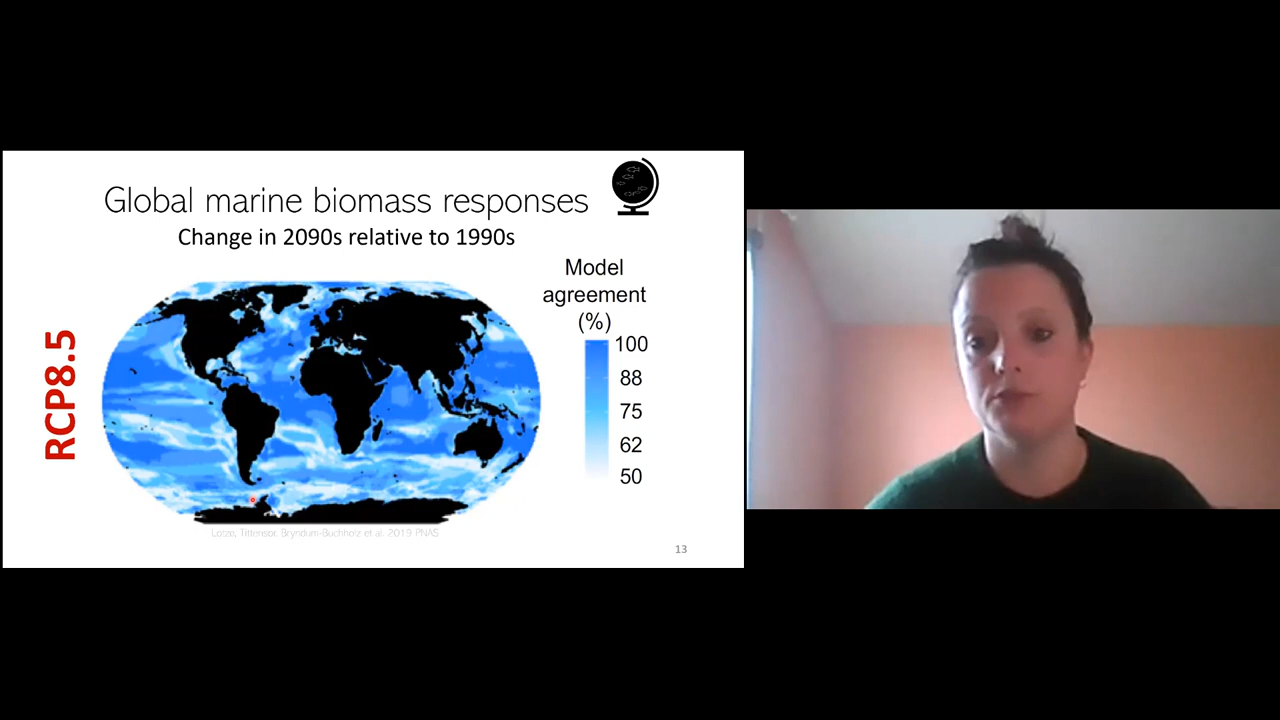 Global marine biomass responses
Change in 2090s relative to 1990s
RCP8.5
Model
agreement
(%)
100
88
75
62
50
Lotze, Tittensor, Bryndum-Buchholz et al. 2019 PNAS
13